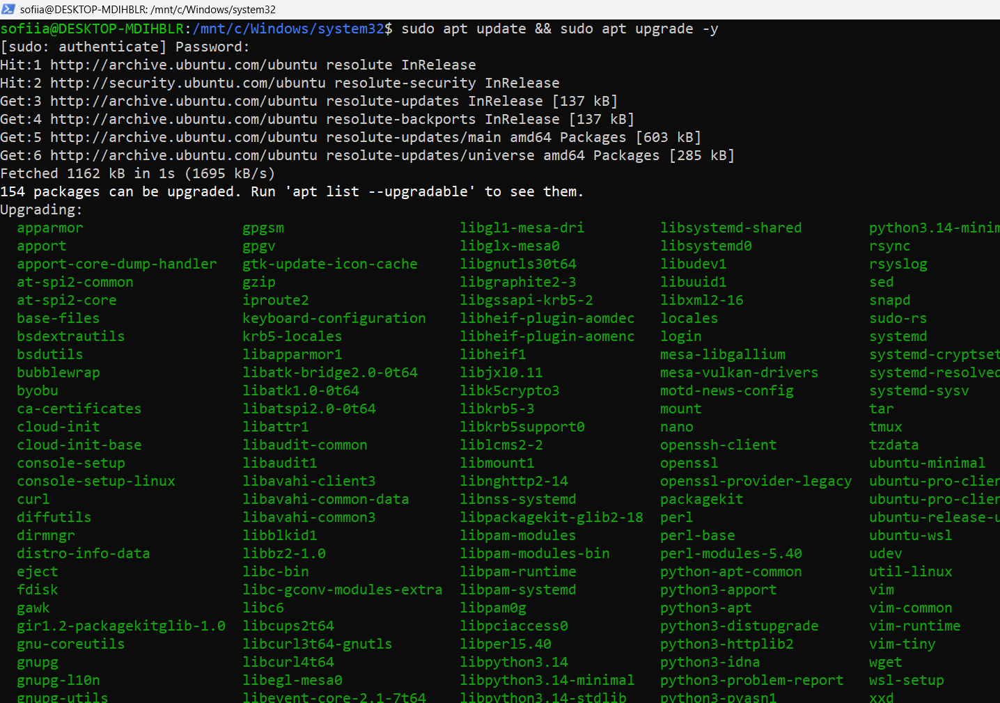 sofiia@DESKTOP-MDIHBLR: /mnt/c/Windows/system32
sofiia@DESKTOP-MDIHBLR:/mnt/c/Windows/system32$ sudo apt update && sudo apt upgrade -y
[sudo: authenticate] Password:
Hit:1 http://archive.ubuntu.com/ubuntu resolute InRelease
Hit:2 http://security.ubuntu.com/ubuntu resolute-security InRelease
Get:3 http://archive.ubuntu.com/ubuntu resolute-updates InRelease [137 kB]
Get:4 http://archive.ubuntu.com/ubuntu resolute-backports InRelease [137 kB]
Get:5 http://archive.ubuntu.com/ubuntu resolute-updates/main amd64 Packages [603 kB]
Get:6 http://archive.ubuntu.com/ubuntu resolute-updates/universe amd64 Packages [285 kB]
Fetched 1162 kB in 1s (1695 kB/s)
154 packages can be upgraded. Run 'apt list --upgradable' to see them.
Upgrading:
apparmor gpgsm libgl1-mesa-dri libsystemd-shared python3.14-minim
apport gpgv libglx-mesa0 libsystemd0 rsync
apport-core-dump-handler gtk-update-icon-cache libgnutls30t64 libudev1 rsyslog
at-spi2-common gzip libgraphite2-3 libuuid1 sed
at-spi2-core iproute2 libgssapi-krb5-2 libxml2-16 snapd
base-files keyboard-configuration libheif-plugin-aomdec locales sudo-rs
bsdextrautils krb5-locales libheif-plugin-aomenc login systemd
bsdutils libapparmor1 libheif1 mesa-libgallium systemd-cryptset
bubblewrap libatk-bridge2.0-0t64 libjxl0.11 mesa-vulkan-drivers systemd-resolved
byobu libatk1.0-0t64 libk5crypto3 motd-news-config systemd-sysv
ca-certificates libatspi2.0-0t64 libkrb5-3 mount tar
cloud-init libattr1 libkrb5support0 nano tmux
cloud-init-base libaudit-common liblcms2-2 openssh-client tzdata
console-setup libaudit1 libmount1 openssl ubuntu-minimal
console-setup-linux libavahi-client3 libnghttp2-14 openssl-provider-legacy ubuntu-pro-clien
curl libavahi-common-data libnss-systemd packagekit ubuntu-pro-clien
diffutils libavahi-common3 libpackagekit-glib2-18 perl ubuntu-release-u
dirmngr libblkid1 libpam-modules perl-base ubuntu-wsl
distro-info-data libbz2-1.0 libpam-modules-bin perl-modules-5.40 udev
eject libc-bin libpam-runtime python-apt-common util-linux
fdisk libc-gconv-modules-extra libpam-systemd python3-apport vim
gawk libc6 libpam0g python3-apt vim-common
gir1.2-packagekitglib-1.0 libcups2t64 libpciaccess0 python3-distupgrade vim-runtime
gnu-coreutils libcurl3t64-gnutls libperl5.40 python3-httplib2 vim-tiny
gnupg libcurl4t64 libpython3.14 python3-idna wget
gnupg-l10n libegl-mesa0 libpython3.14-minimal python3-problem-report wsl-setup
gnupg-utils libevent-core-2.1-7t64 libpython3.14-stdlib python3-pyasn1 xxd